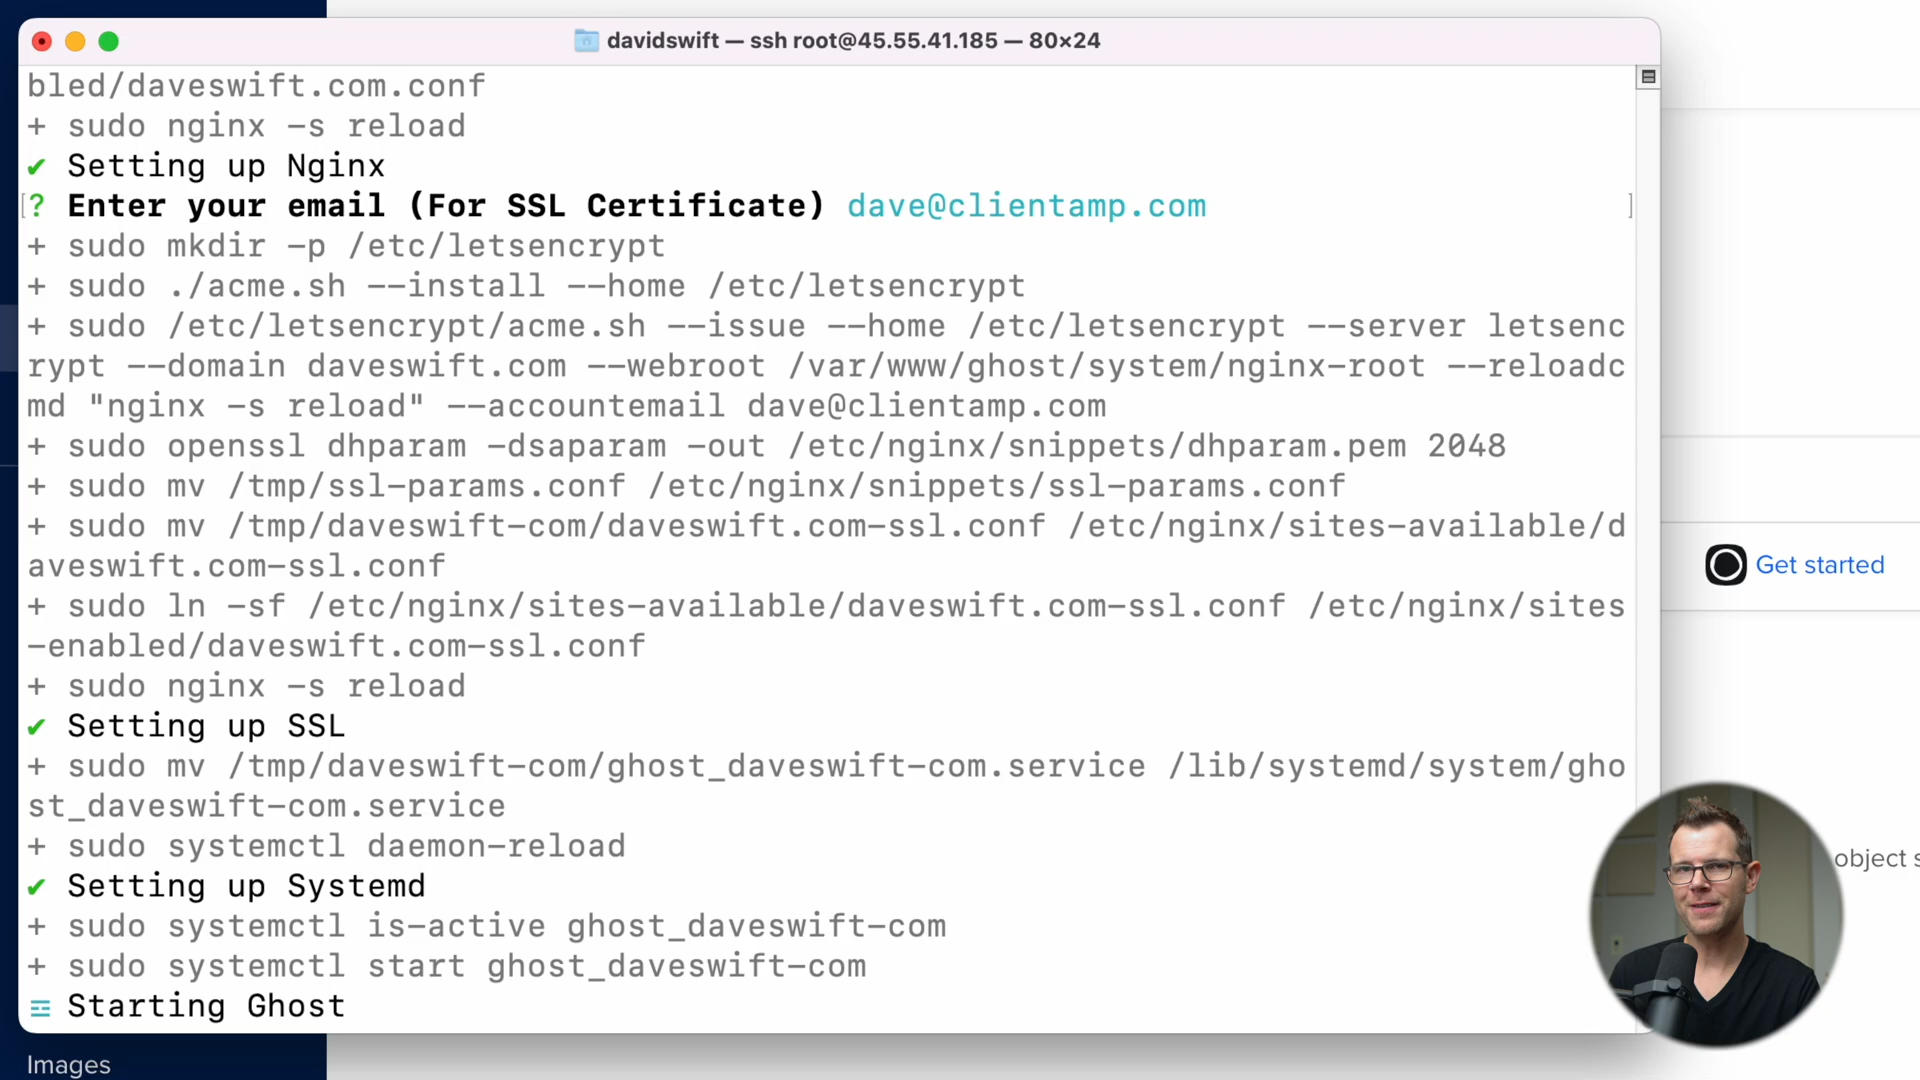 davidswift — ssh root@45.55.41.185 — 80×24
bled/daveswift.com.conf
+ sudo nginx -s reload
✔ Setting up Nginx
? Enter your email (For SSL Certificate) dave@clientamp.com
+ sudo mkdir -p /etc/letsencrypt
+ sudo ./acme.sh --install --home /etc/letsencrypt
+ sudo /etc/letsencrypt/acme.sh --issue --home /etc/letsencrypt --server letsenc
rypt --domain daveswift.com --webroot /var/www/ghost/system/nginx-root --reloadc
md "nginx -s reload" --accountemail dave@clientamp.com
+ sudo openssl dhparam -dsaparam -out /etc/nginx/snippets/dhparam.pem 2048
+ sudo mv /tmp/ssl-params.conf /etc/nginx/snippets/ssl-params.conf
+ sudo mv /tmp/daveswift-com/daveswift.com-ssl.conf /etc/nginx/sites-available/d
aveswift.com-ssl.conf
+ sudo ln -sf /etc/nginx/sites-available/daveswift.com-ssl.conf /etc/nginx/sites
-enabled/daveswift.com-ssl.conf
+ sudo nginx -s reload
✔ Setting up SSL
+ sudo mv /tmp/daveswift-com/ghost_daveswift-com.service /lib/systemd/system/gho
st_daveswift-com.service
+ sudo systemctl daemon-reload
✔ Setting up Systemd
+ sudo systemctl is-active ghost_daveswift-com
+ sudo systemctl start ghost_daveswift-com
Starting Ghost
Get started
object s
Images